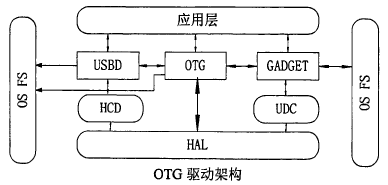 应用层
OS FS
USBD
OTG
GADGET
OS FS
HCD
UDC
HAL
OTG 驱动架构